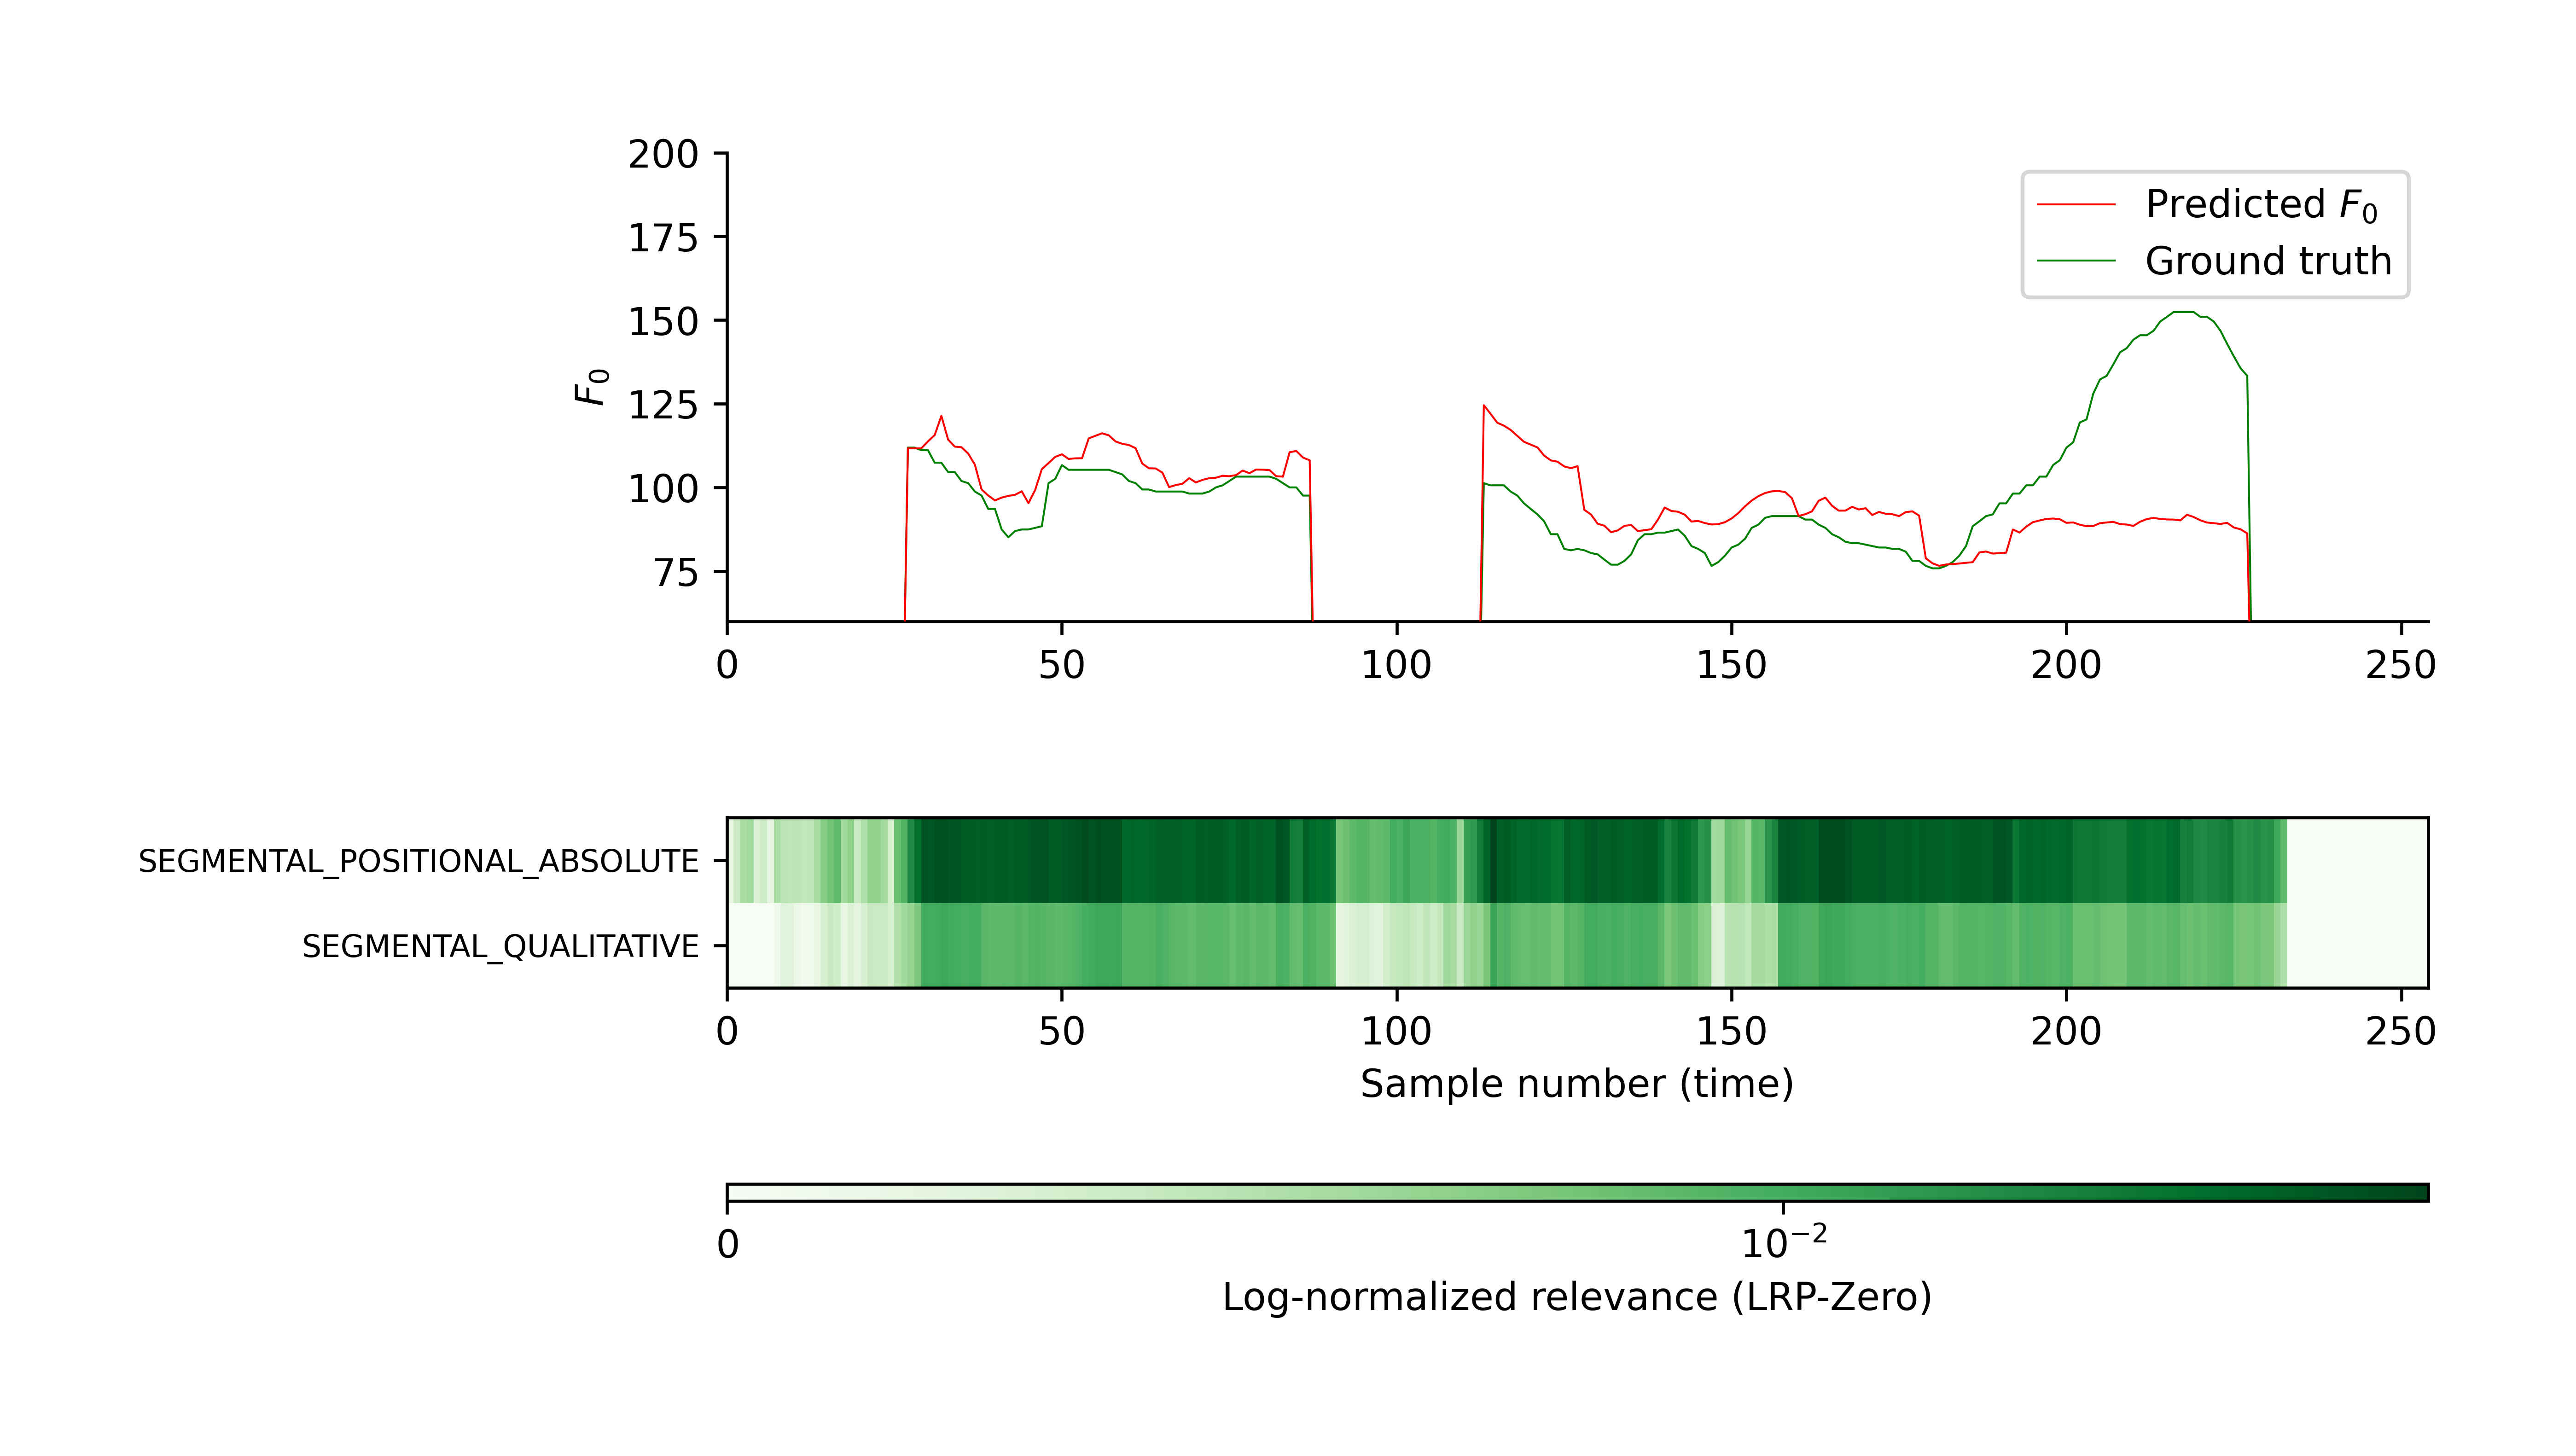 200
175
150
125
100
75
F₀
Predicted F₀
Ground truth
0 50 100 150 200 250
SEGMENTAL_POSITIONAL_ABSOLUTE
SEGMENTAL_QUALITATIVE
0 50 100 150 200 250
Sample number (time)
0 10⁻²
Log-normalized relevance (LRP-Zero)